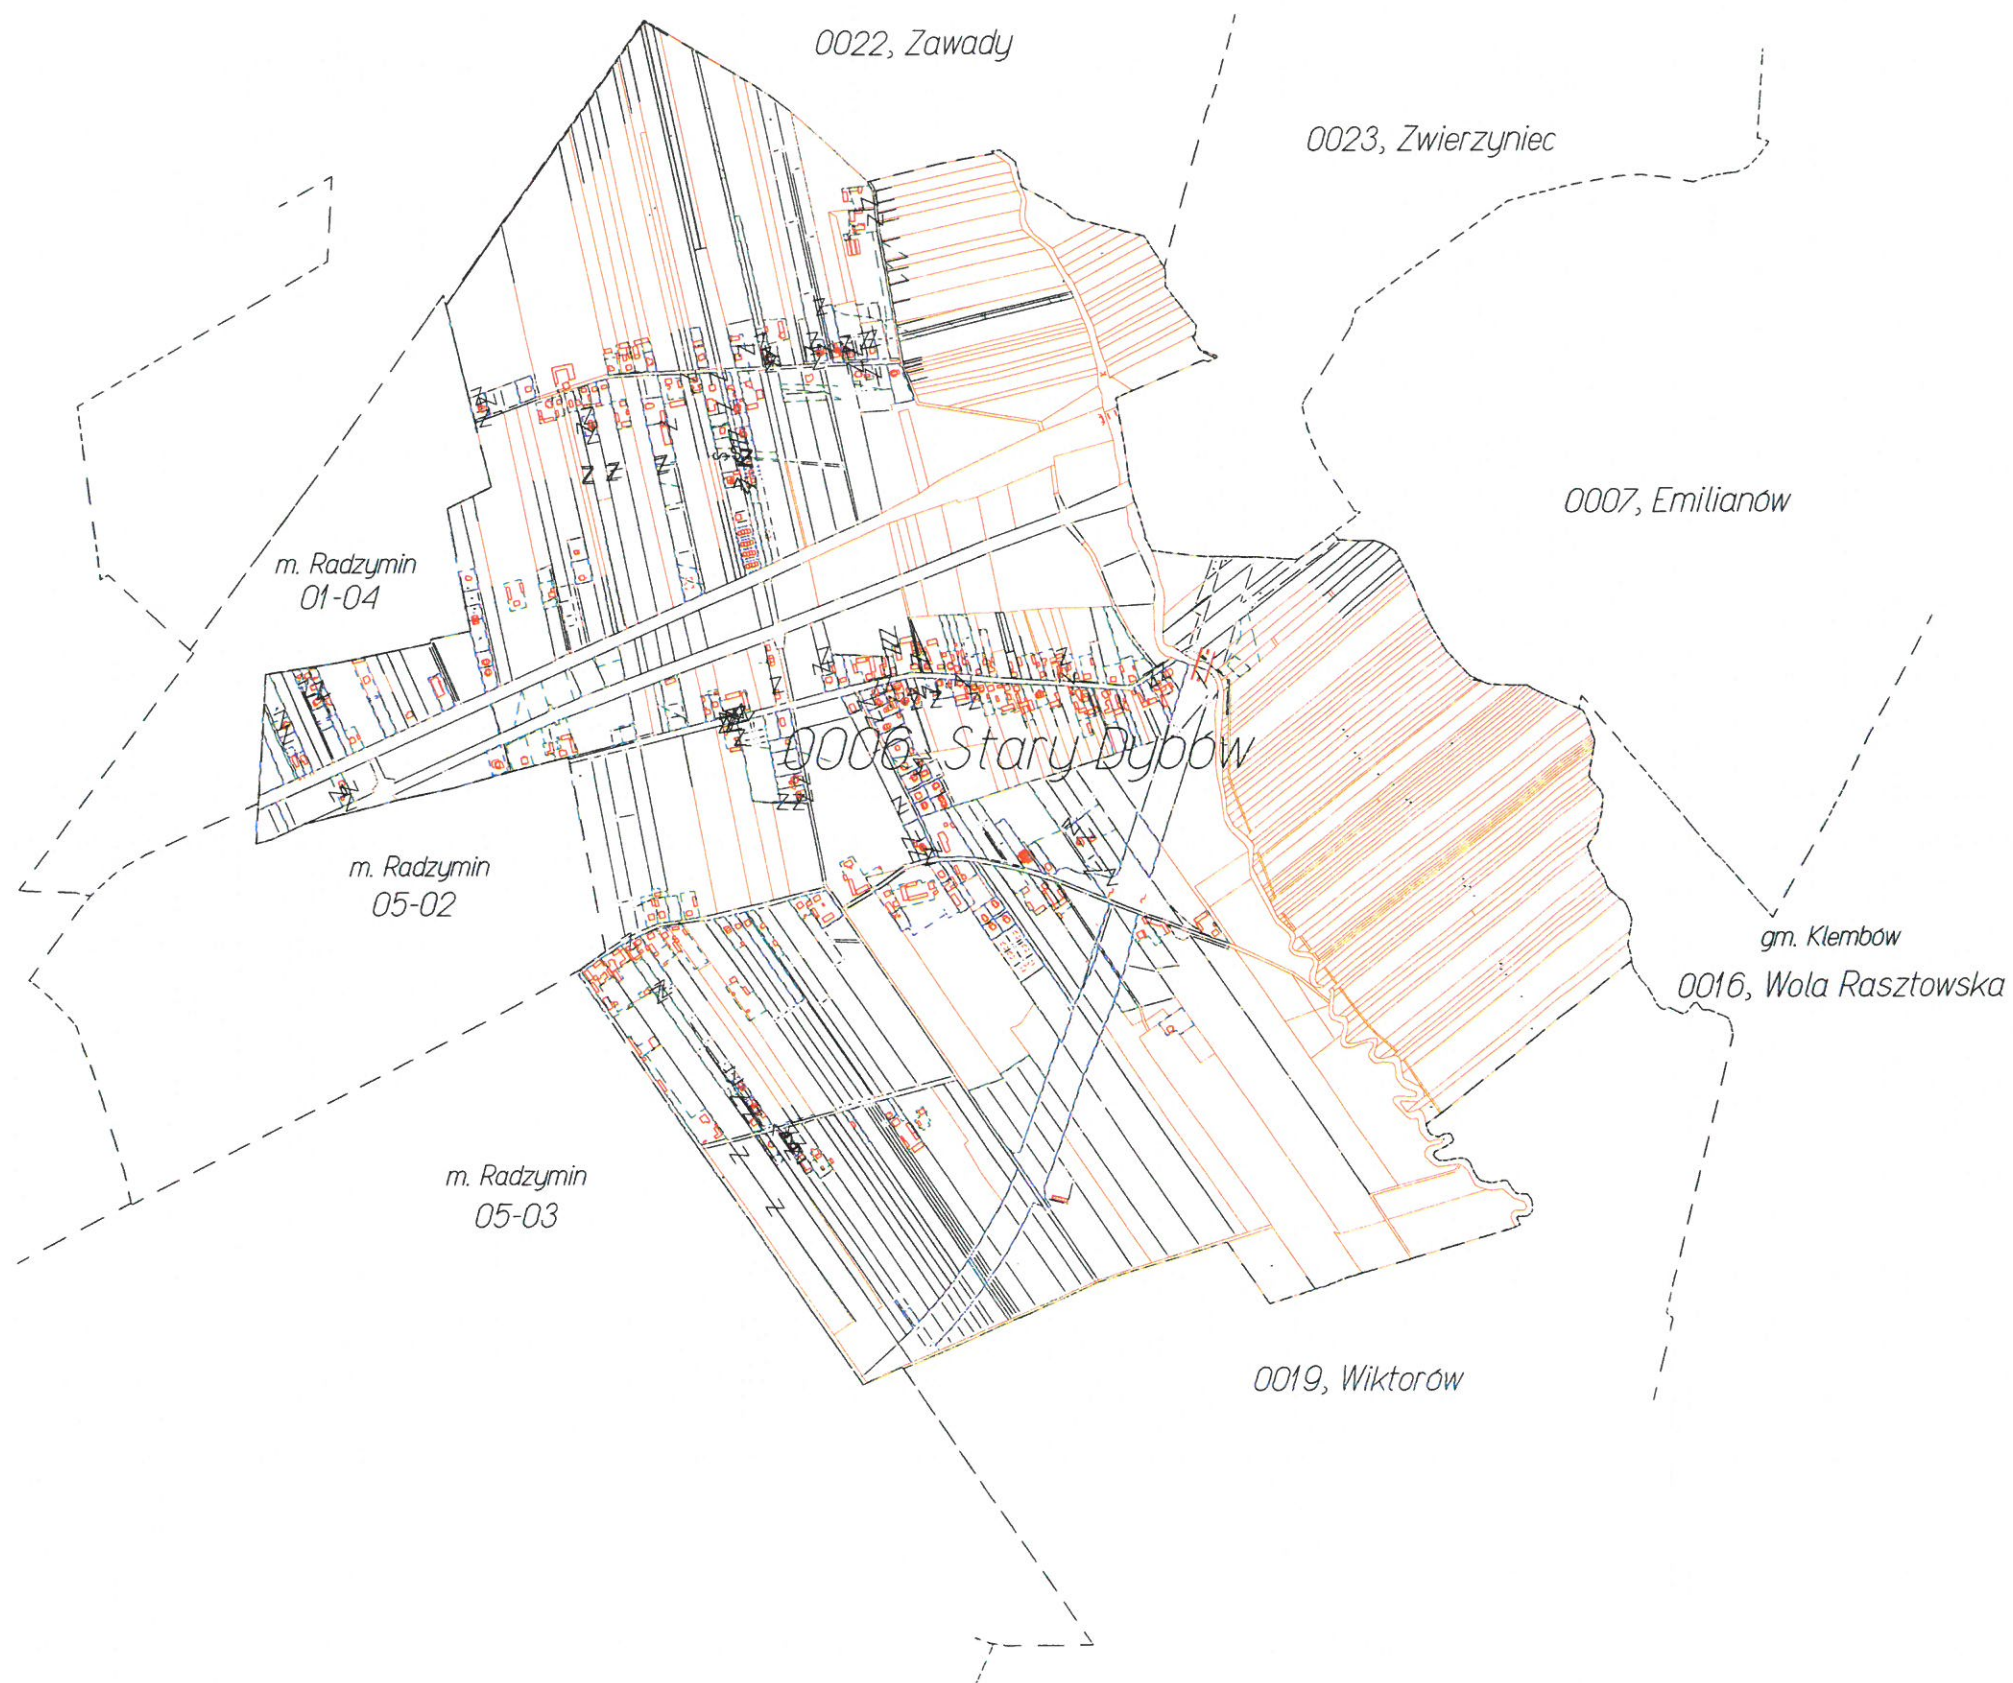 0022, Zawady
0023, Zwierzyniec
0007, Emilianów
m. Radzymin
01-04
0006, Stary Dybów
m. Radzymin
05-02
gm. Klembów
0016, Wola Rasztowska
m. Radzymin
05-03
0019, Wiktorów